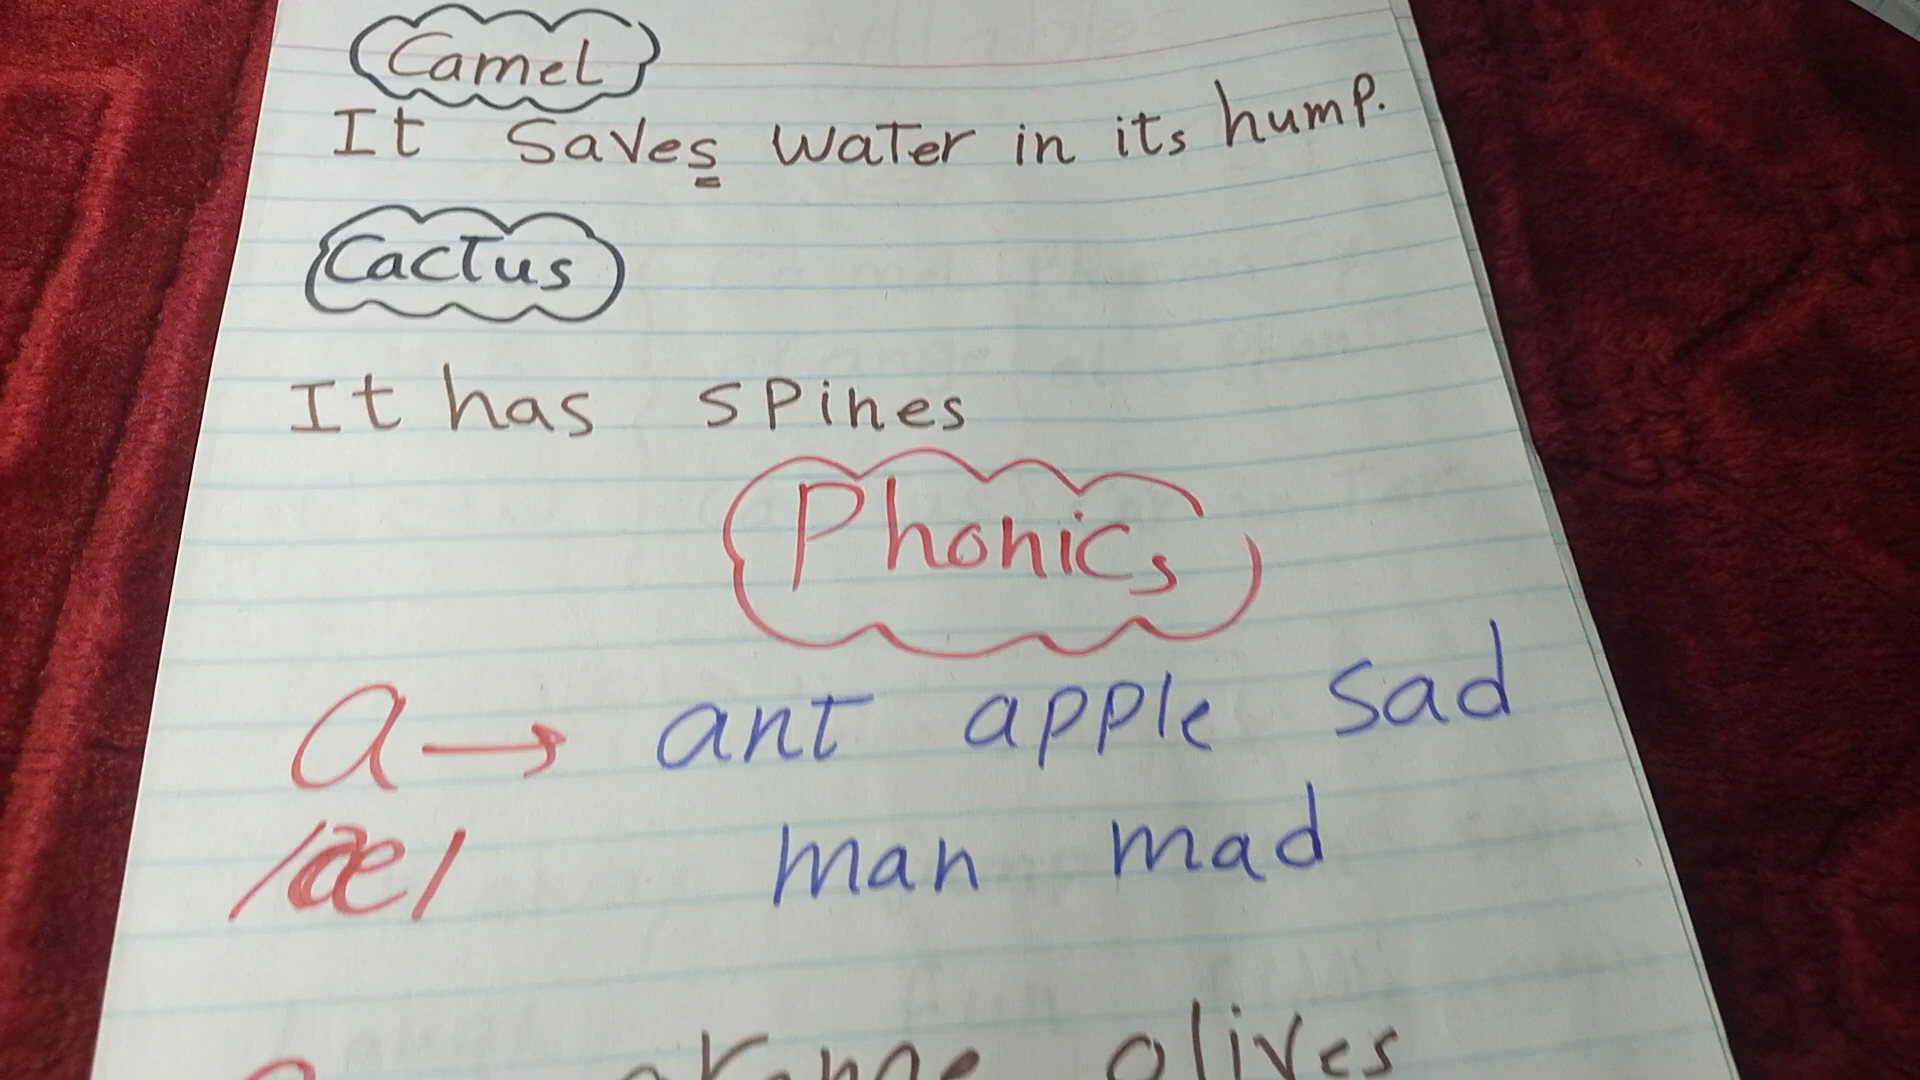 Camel
It saves water in its hump.
Cactus
It has spines
Phonics
a → ant apple sad
/æ/ man mad
olives